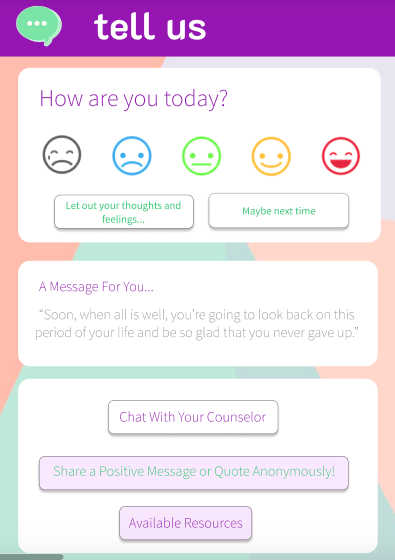 tell us
How are you today?
Let out your thoughts and
feelings...
Maybe next time
A Message For You...
“Soon, when all is well, you're going to look back on this
period of your life and be so glad that you never gave up.”
Chat With Your Counselor
Share a Positive Message or Quote Anonymously!
Available Resources